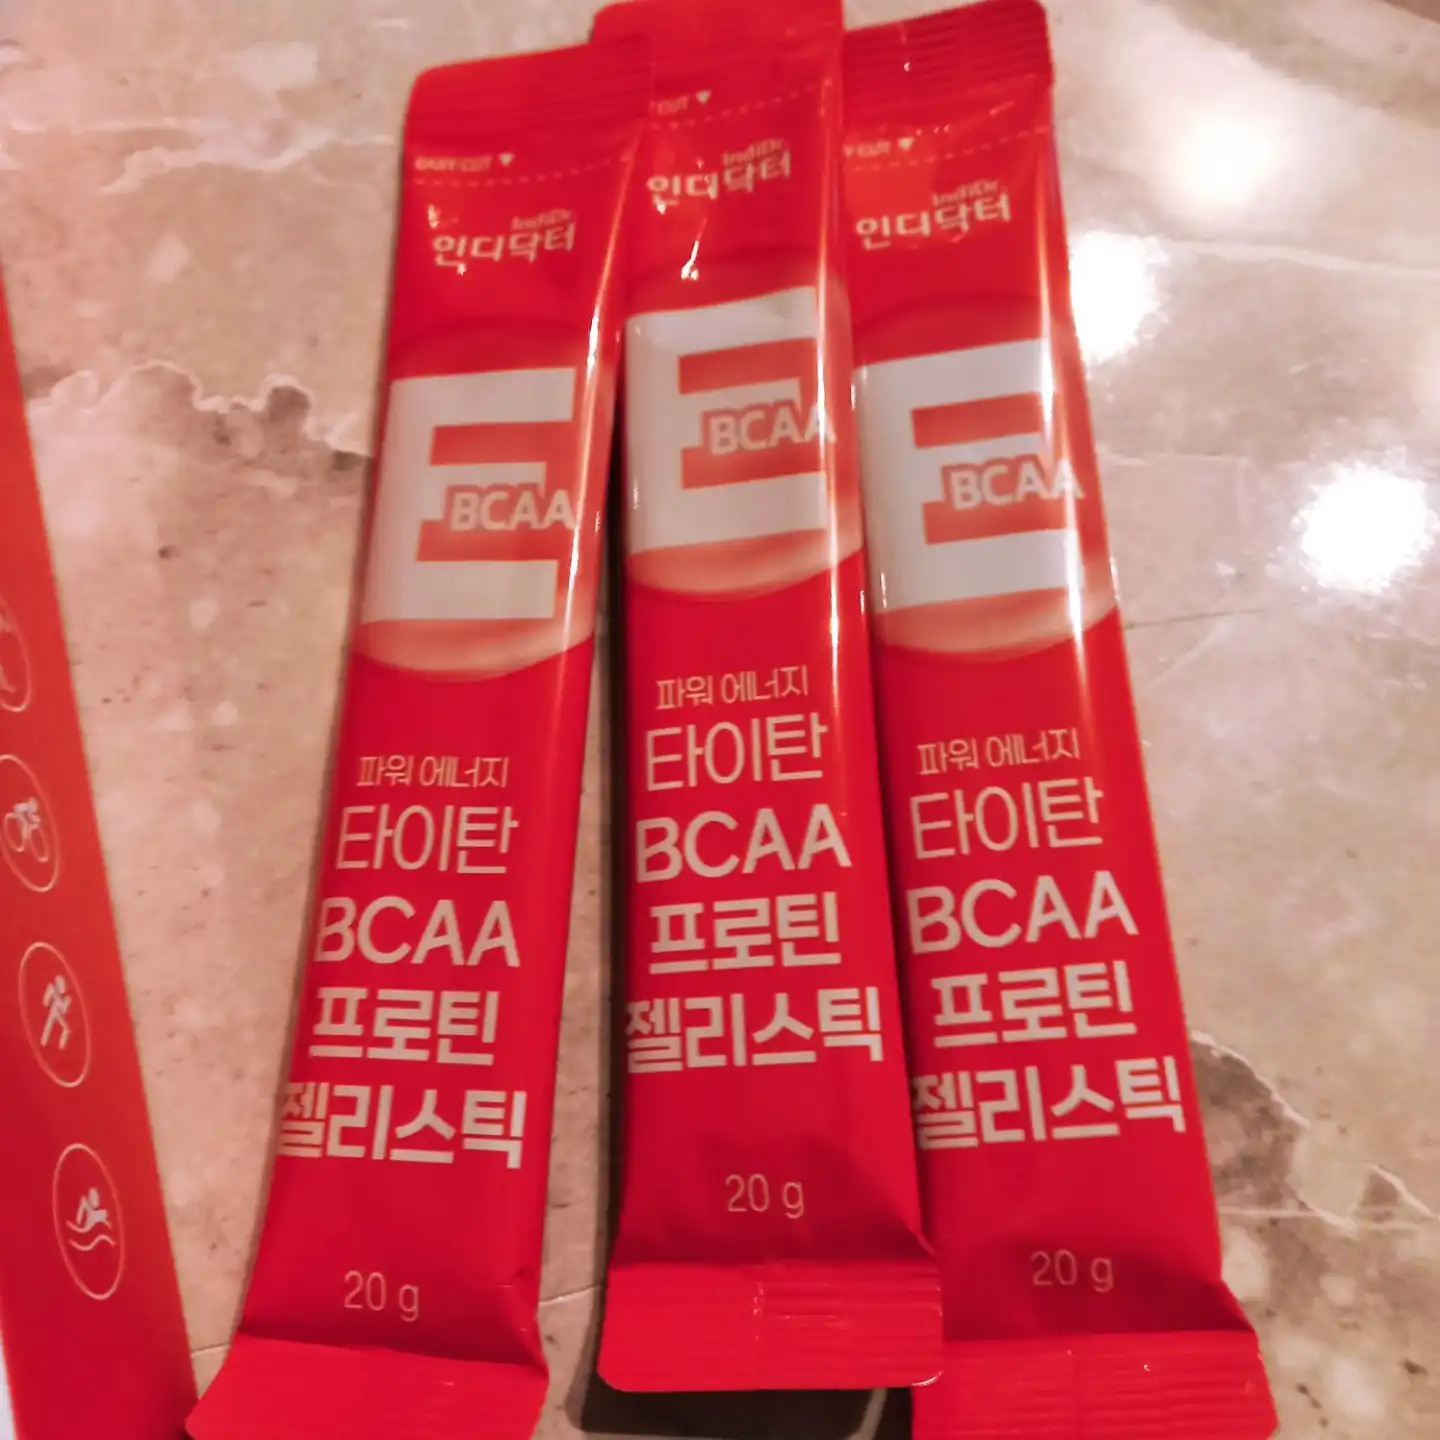 EASY CUT ▼
IndiDr.
인디닥터
E
BCAA
파워 에너지
타이탄
BCAA
프로틴
젤리스틱
20 g
CUT ▼
IndiDr.
인디닥터
E
BCAA
파워 에너지
타이탄
BCAA
프로틴
젤리스틱
20 g
CUT ▼
IndiDr.
인디닥터
E
BCAA
파워 에너지
타이탄
BCAA
프로틴
젤리스틱
20 g